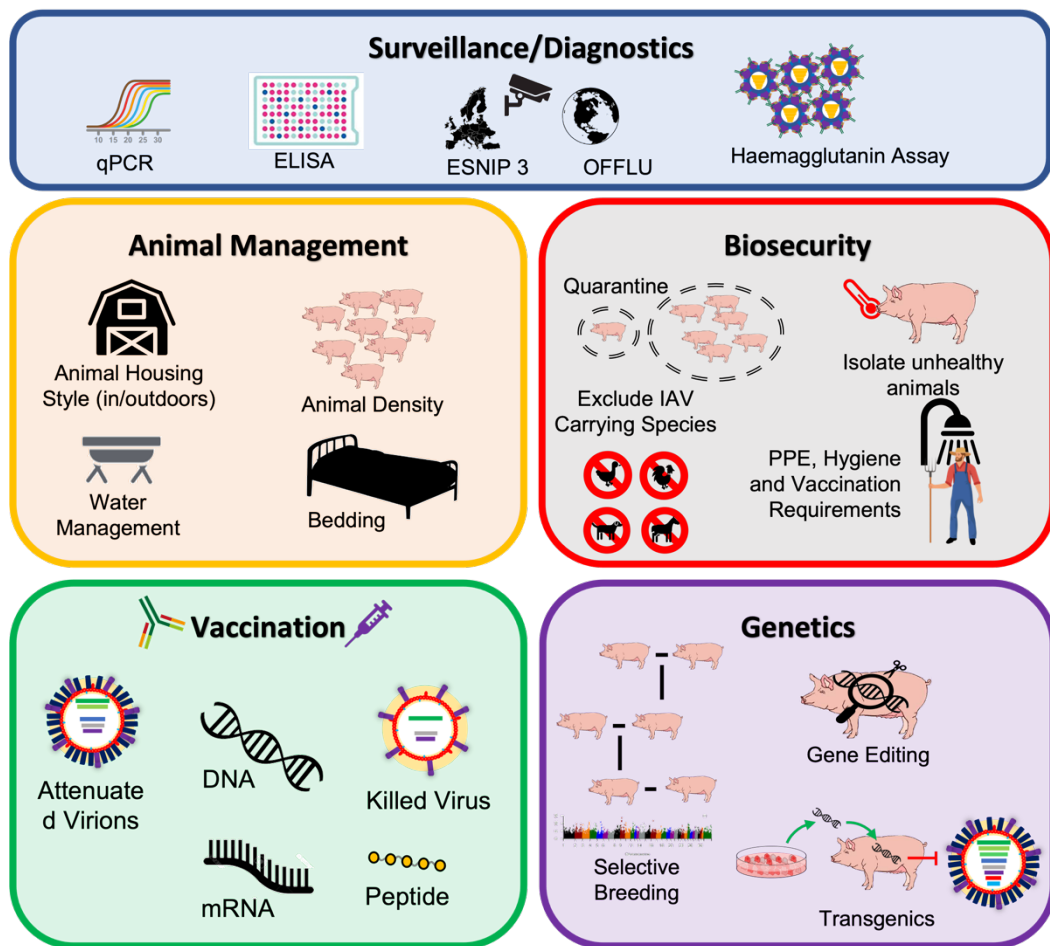 Surveillance/Diagnostics
10 15 20 25 30
qPCR
ELISA
ESNIP 3
OFFLU
Haemagglutanin Assay
Animal Management
Animal Housing
Style (in/outdoors)
Animal Density
Water
Management
Bedding
Biosecurity
Quarantine
Isolate unhealthy
animals
Exclude IAV
Carrying Species
PPE, Hygiene
and Vaccination
Requirements
Vaccination
Attenuate
d Virions
DNA
Killed Virus
mRNA
Peptide
Genetics
Gene Editing
Selective
Breeding
Transgenics